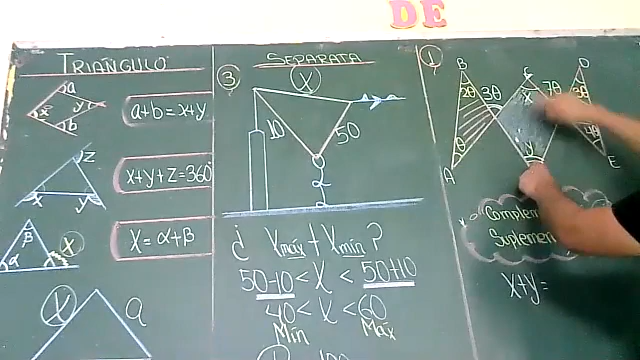 DE
TRIÁNGULO
a
x
y
b
a+b=x+y
z
x
y
x+y+z=360°
β
α
x
x=α+β
x
a
SEPARATA
3
x
10
50
¿ Xmáx + Xmín ?
50-10 < x < 50+10
40 < x < 60
Mín Max
1
B
C
D
2θ
3θ
x
7θ
3θ
θ
y
4θ
A
E
Complem
Suplemen
x+y=